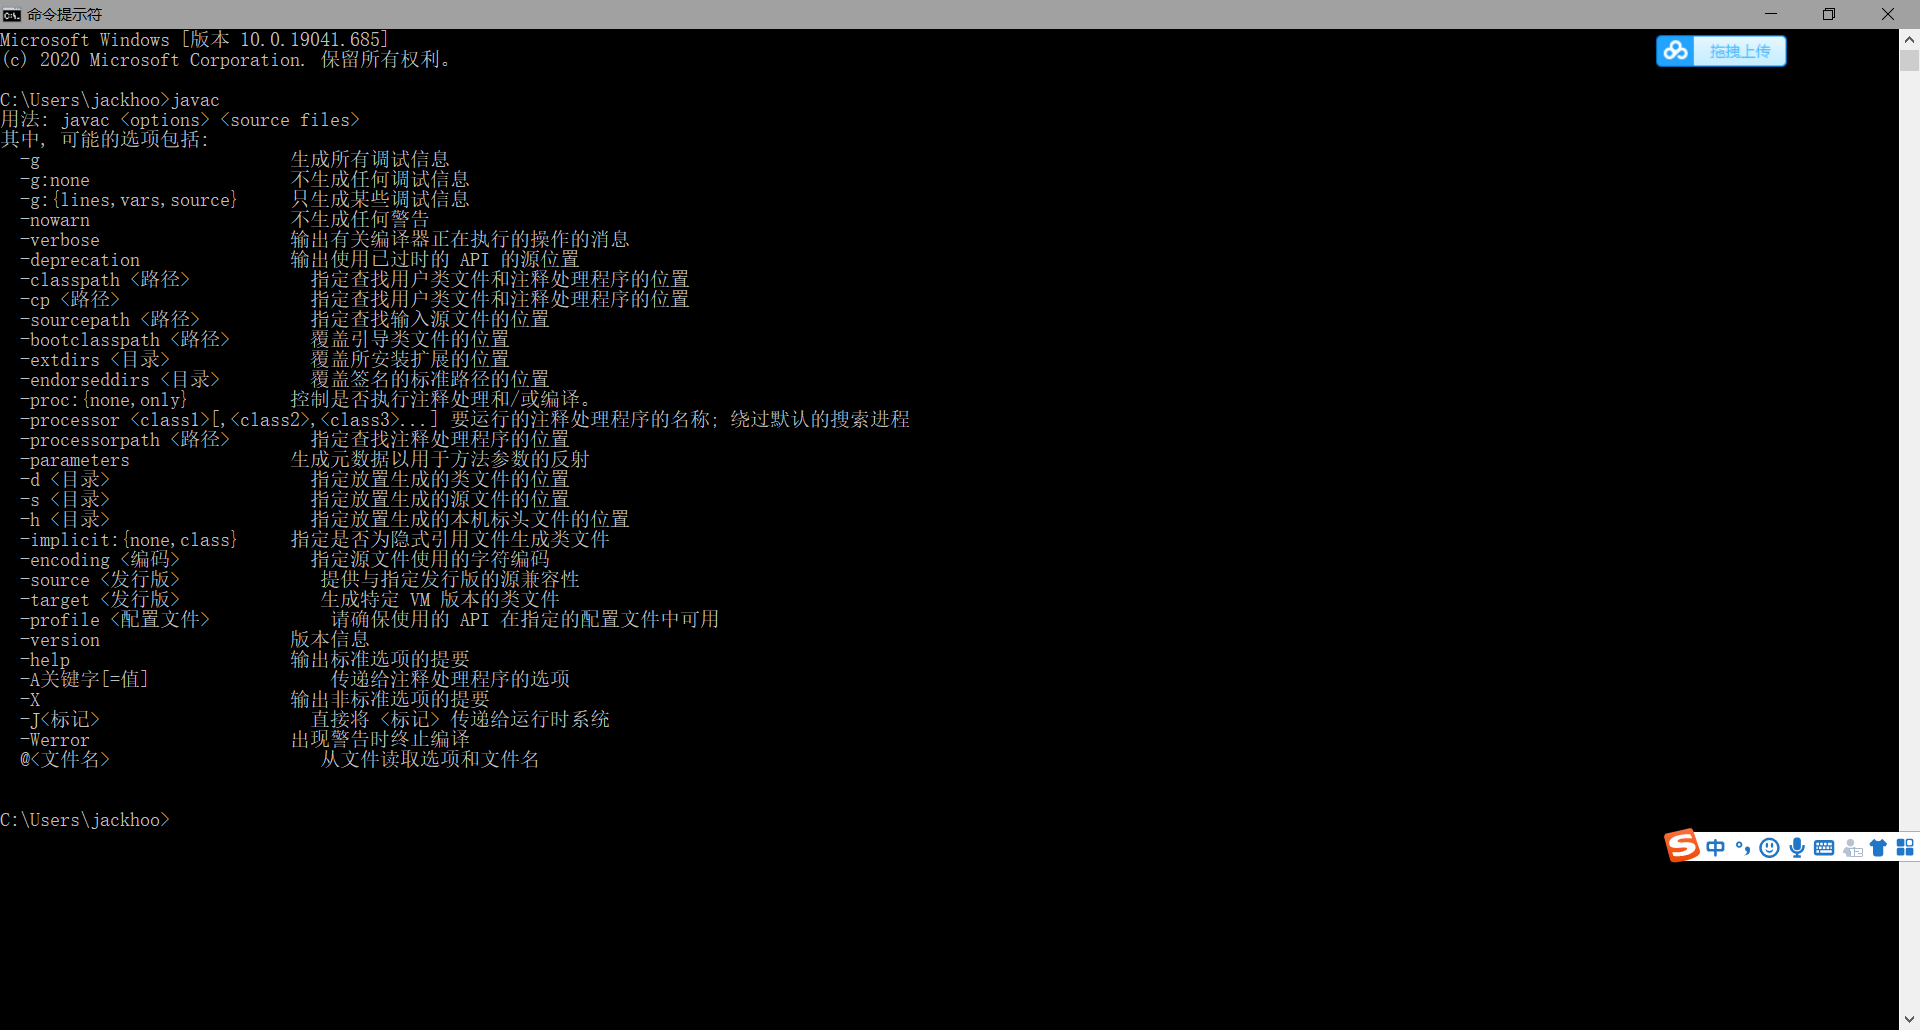 命令提示符
Microsoft Windows [版本 10.0.19041.685]
(c) 2020 Microsoft Corporation. 保留所有权利。
拖拽上传
C:\Users\jackhoo>javac
用法: javac <options> <source files>
其中, 可能的选项包括:
-g 生成所有调试信息
-g:none 不生成任何调试信息
-g:{lines,vars,source} 只生成某些调试信息
-nowarn 不生成任何警告
-verbose 输出有关编译器正在执行的操作的消息
-deprecation 输出使用已过时的 API 的源位置
-classpath <路径> 指定查找用户类文件和注释处理程序的位置
-cp <路径> 指定查找用户类文件和注释处理程序的位置
-sourcepath <路径> 指定查找输入源文件的位置
-bootclasspath <路径> 覆盖引导类文件的位置
-extdirs <目录> 覆盖所安装扩展的位置
-endorseddirs <目录> 覆盖签名的标准路径的位置
-proc:{none,only} 控制是否执行注释处理和/或编译。
-processor <class1>[,<class2>,<class3>...] 要运行的注释处理程序的名称; 绕过默认的搜索进程
-processorpath <路径> 指定查找注释处理程序的位置
-parameters 生成元数据以用于方法参数的反射
-d <目录> 指定放置生成的类文件的位置
-s <目录> 指定放置生成的源文件的位置
-h <目录> 指定放置生成的本机标头文件的位置
-implicit:{none,class} 指定是否为隐式引用文件生成类文件
-encoding <编码> 指定源文件使用的字符编码
-source <发行版> 提供与指定发行版的源兼容性
-target <发行版> 生成特定 VM 版本的类文件
-profile <配置文件> 请确保使用的 API 在指定的配置文件中可用
-version 版本信息
-help 输出标准选项的提要
-A关键字[=值] 传递给注释处理程序的选项
-X 输出非标准选项的提要
-J<标记> 直接将 <标记> 传递给运行时系统
-Werror 出现警告时终止编译
@<文件名> 从文件读取选项和文件名
C:\Users\jackhoo>
S 中 °,